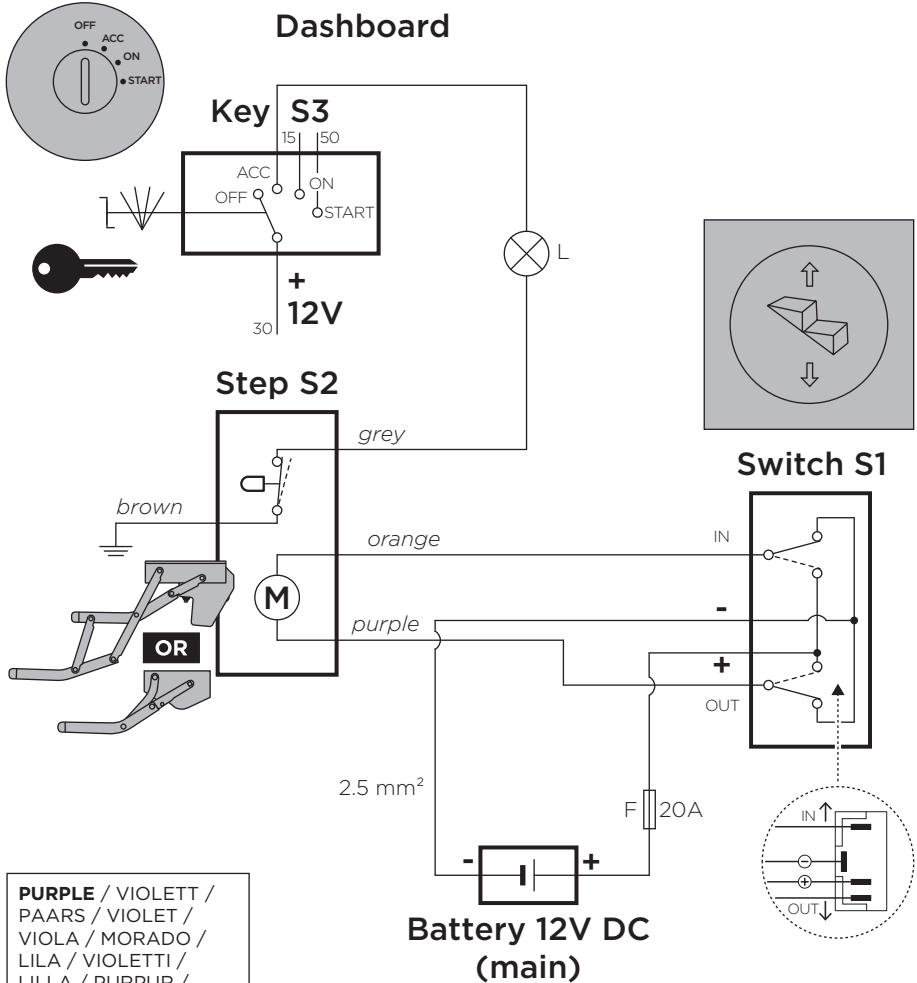 Dashboard
OFF
ACC
ON
START
Key S3
15 50
ACC
ON
OFF
START
L
+
12V
30
Step S2
grey
Switch S1
brown
orange
IN
-
M
purple
OR
+
OUT
2.5 mm²
F 20A
IN
- +
-
+
OUT
Battery 12V DC
(main)
PURPLE / VIOLETT /
PAARS / VIOLET /
VIOLA / MORADO /
LILA / VIOLETTI /
LILLA / PURPUR /